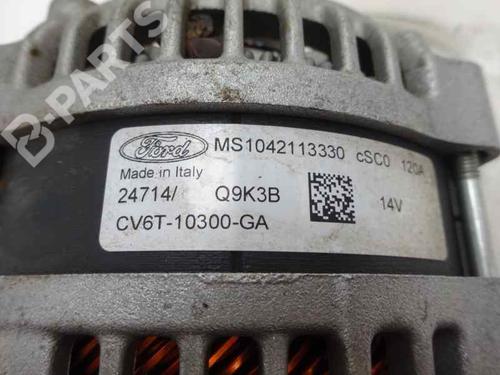 B-PARTS
Ford MS1042113330 cSC0 120A
Made in Italy
24714/ Q9K3B 14V
CV6T-10300-GA